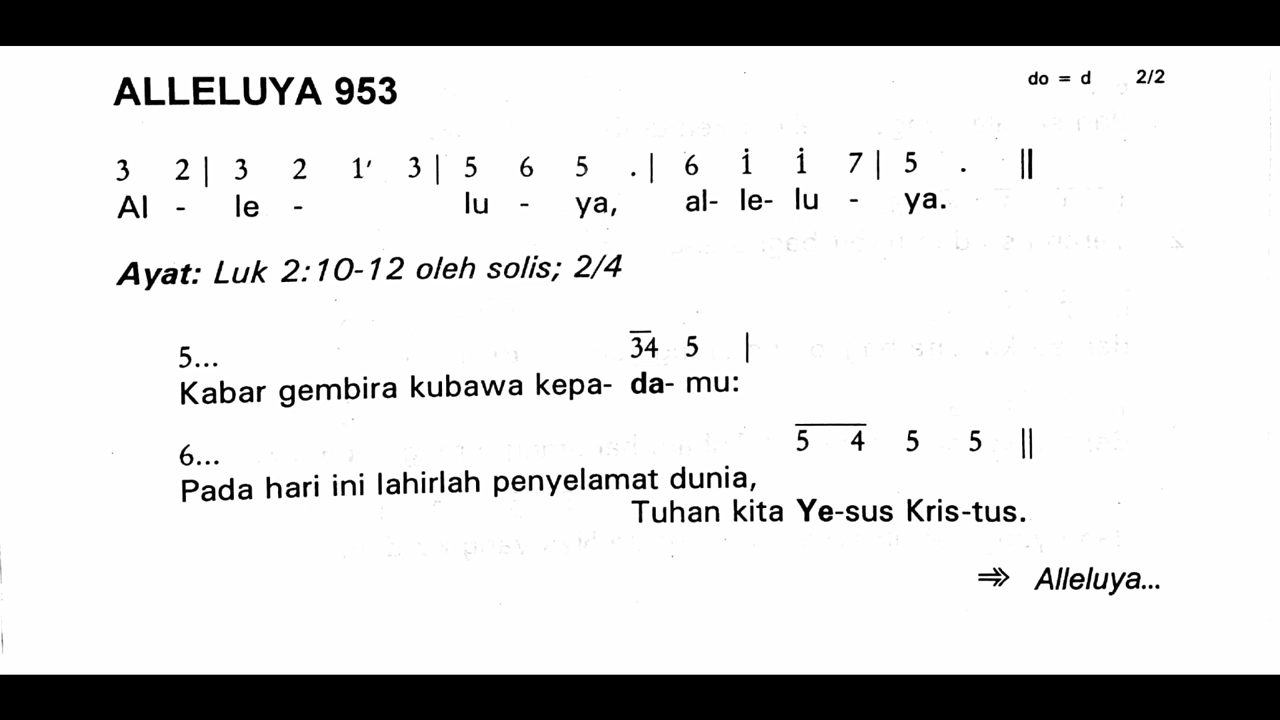 ALLELUYA 953 do = d 2/2
3 2 | 3 2 1′ 3 | 5 6 5 . | 6 i̇ i̇ 7 | 5 . ||
Al - le - lu - ya, al- le- lu - ya.
Ayat: Luk 2:10-12 oleh solis; 2/4
5... 34 5 |
Kabar gembira kubawa kepa- da- mu:
6... 5 4 5 5 ||
Pada hari ini lahirlah penyelamat dunia,
Tuhan kita Ye-sus Kris-tus.
⇒ Alleluya...